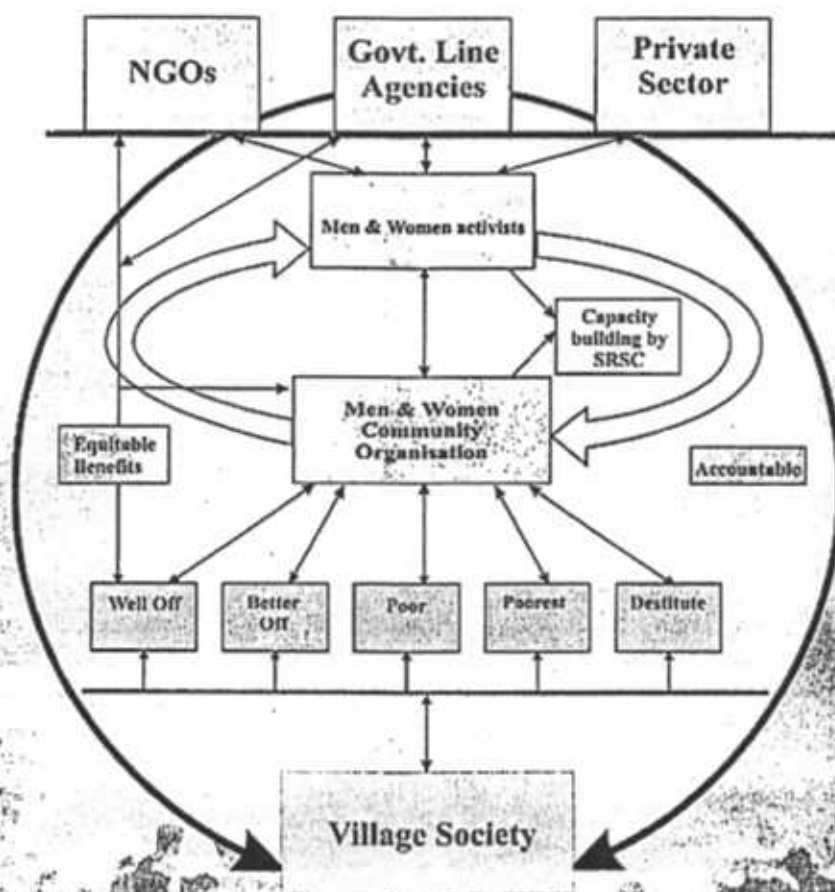 NGOs
Govt. Line
Agencies
Private
Sector
Men & Women activists
Capacity
building by
SRSC
Men & Women
Community
Organisation
Equitable
Benefits
Accountable
Well Off
Better
Off
Poor
Poorest
Destitute
Village Society